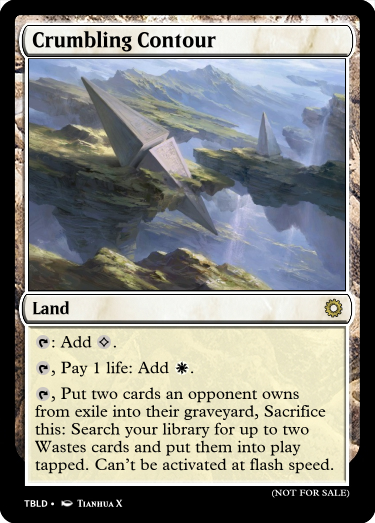 Crumbling Contour
Land
: Add .
, Pay 1 life: Add .
, Put two cards an opponent owns
from exile into their graveyard, Sacrifice
this: Search your library for up to two
Wastes cards and put them into play
tapped. Can't be activated at flash speed.
(NOT FOR SALE)
TBLD • TIANHUA X